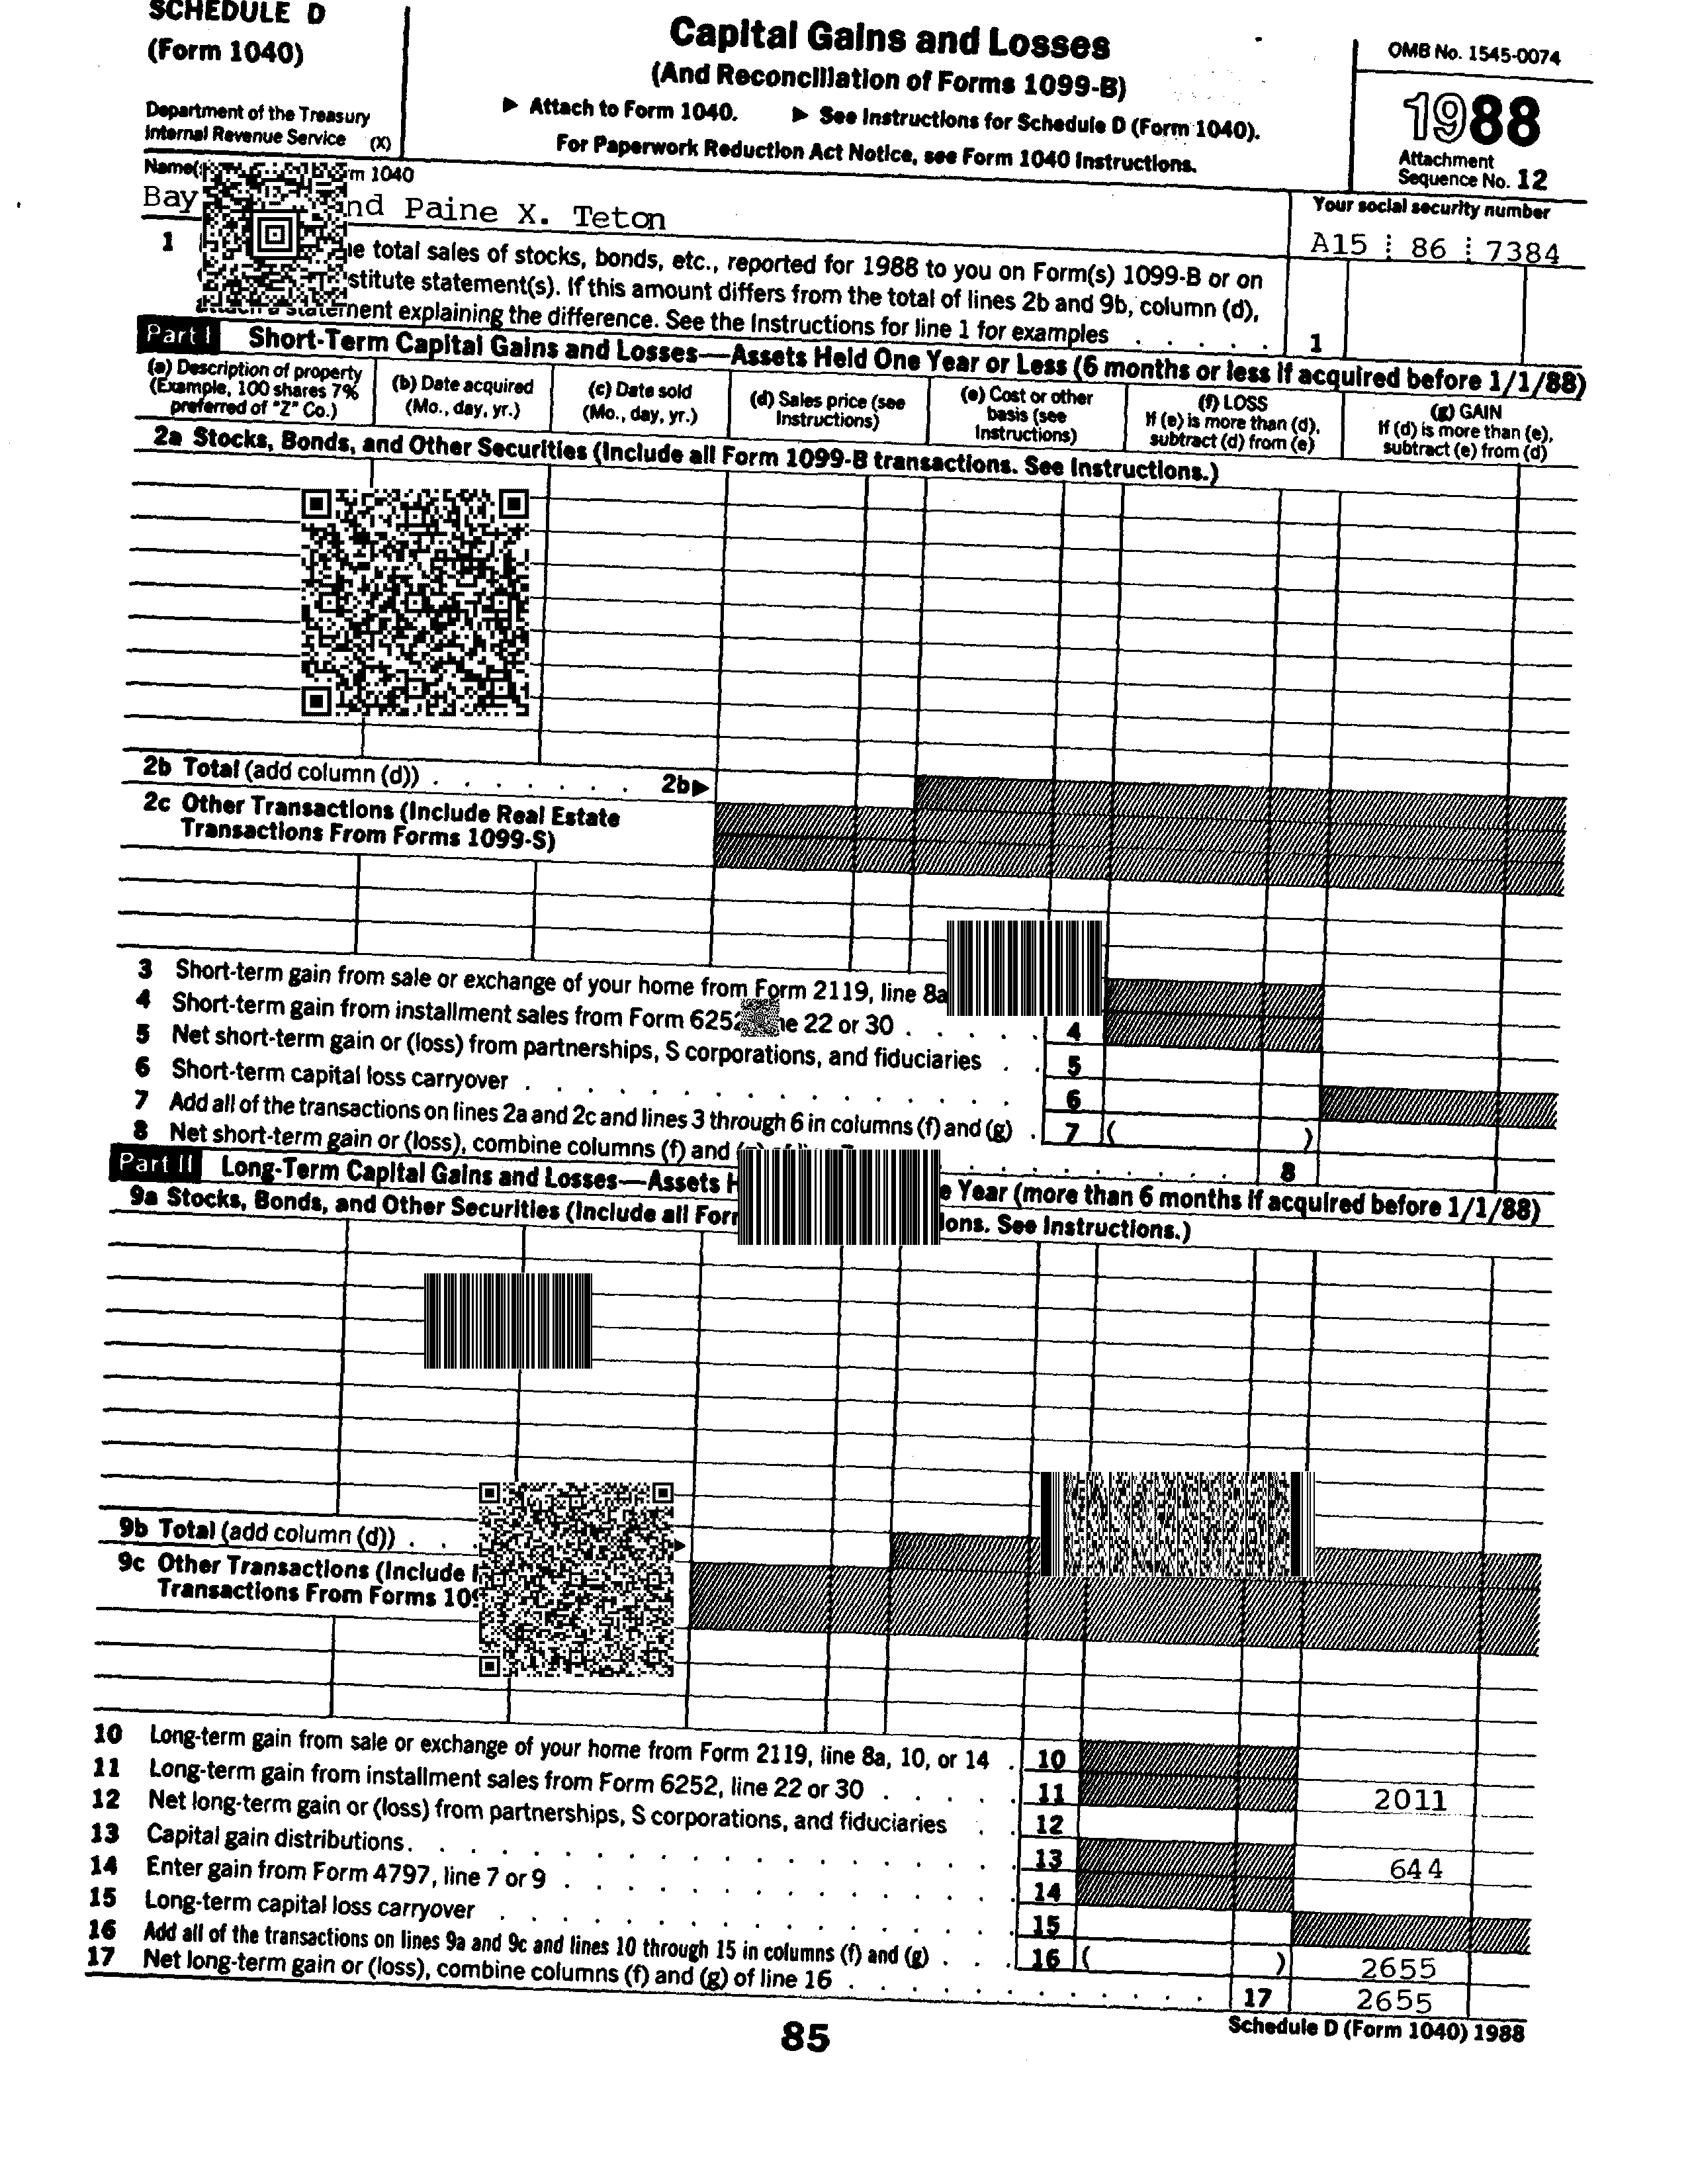 SCHEDULE D
(Form 1040)
Department of the Treasury
Internal Revenue Service (X)
Capital Gains and Losses
(And Reconciliation of Forms 1099-B)
▶ Attach to Form 1040. ▶ See Instructions for Schedule D (Form 1040).
For Paperwork Reduction Act Notice, see Form 1040 Instructions.
OMB No. 1545-0074
1988
Attachment
Sequence No. 12
1040
Your social security number
Bay Paine X. Teton
A15 86 7384
1 total sales of stocks, bonds, etc., reported for 1988 to you on Form(s) 1099-B or on
statement(s). If this amount differs from the total of lines 2b and 9b, column (d),
attach a statement explaining the difference. See the Instructions for line 1 for examples . . . . . 1
Part I Short-Term Capital Gains and Losses—Assets Held One Year or Less (6 months or less if acquired before 1/1/88)
(a) Description of property
(Example, 100 shares 7%
preferred of "Z" Co.)
(b) Date acquired
(Mo., day, yr.)
(c) Date sold
(Mo., day, yr.)
(d) Sales price (see
Instructions)
(e) Cost or other
basis (see
Instructions)
(f) LOSS
If (e) is more than (d),
subtract (d) from (e)
(g) GAIN
If (d) is more than (e),
subtract (e) from (d)
2a Stocks, Bonds, and Other Securities (Include all Form 1099-B transactions. See Instructions.)
2b Total (add column (d)) . . . . . . 2b▶
2c Other Transactions (Include Real Estate
Transactions From Forms 1099-S)
3 Short-term gain from sale or exchange of your home from Form 2119, line 8a
4 Short-term gain from installment sales from Form 6252 22 or 30 . . . . . 4
5 Net short-term gain or (loss) from partnerships, S corporations, and fiduciaries . . 5
6 Short-term capital loss carryover . . . . . . . . . . . . . . 6
7 Add all of the transactions on lines 2a and 2c and lines 3 through 6 in columns (f) and (g) . 7 ( )
8 Net short-term gain or (loss), combine columns (f) and . . . . . . . . . 8
Part II Long-Term Capital Gains and Losses—Assets Year (more than 6 months if acquired before 1/1/88)
9a Stocks, Bonds, and Other Securities (Include all See Instructions.)
9b Total (add column (d)) . . .
9c Other Transactions (Include
Transactions From Forms
10 Long-term gain from sale or exchange of your home from Form 2119, line 8a, 10, or 14 . 10
11 Long-term gain from installment sales from Form 6252, line 22 or 30 . . . . . 11 2011
12 Net long-term gain or (loss) from partnerships, S corporations, and fiduciaries . . 12
13 Capital gain distributions . . . . . . . . . . . . . . . . 13 644
14 Enter gain from Form 4797, line 7 or 9 . . . . . . . . . . . . 14
15 Long-term capital loss carryover . . . . . . . . . . . . . . 15
16 Add all of the transactions on lines 9a and 9c and lines 10 through 15 in columns (f) and (g) . . . 16 ( ) 2655
17 Net long-term gain or (loss), combine columns (f) and (g) of line 16 . . . . . . . . . . . 17 2655
Schedule D (Form 1040) 1988
85